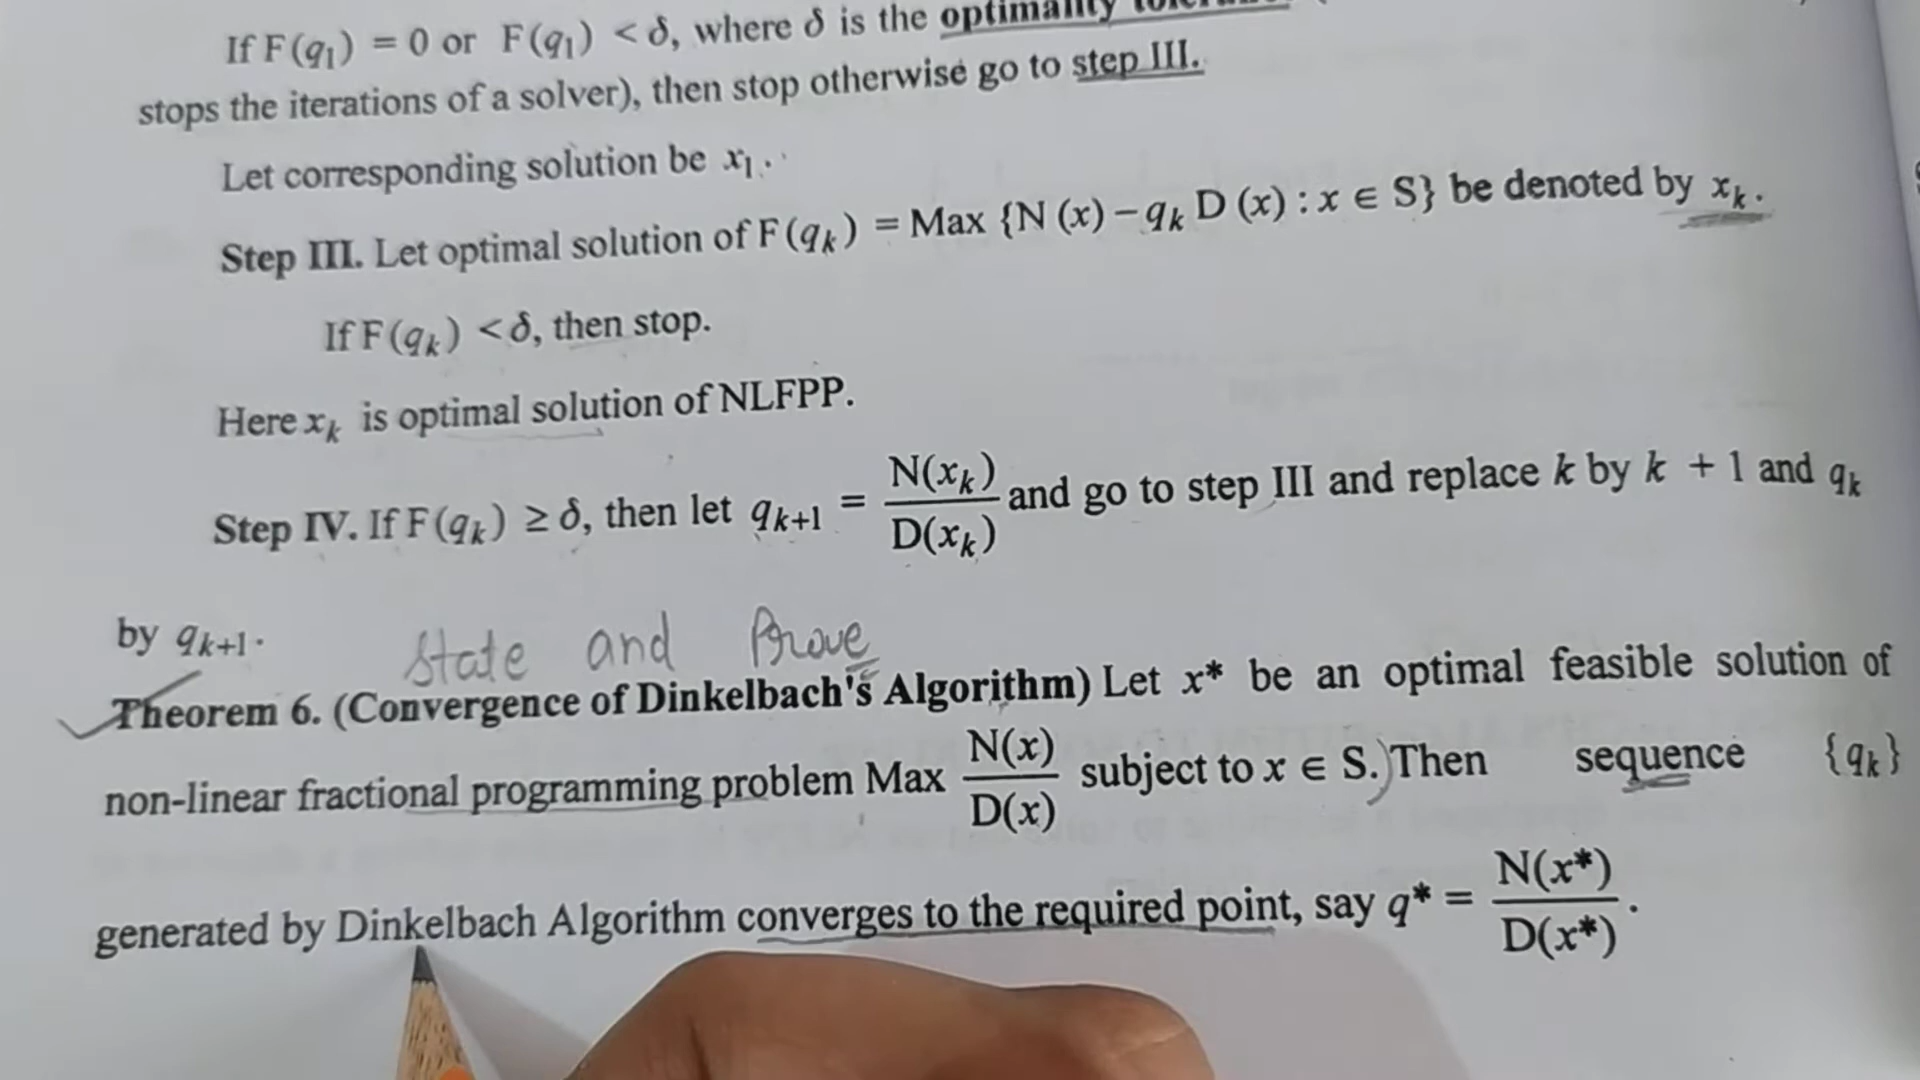 If F(q₁) = 0 or F(q₁) < δ, where δ is the optimality
stops the iterations of a solver), then stop otherwise go to step III.
Let corresponding solution be x₁.
Step III. Let optimal solution of F(qₖ) = Max {N (x) − qₖ D (x) : x ∈ S} be denoted by xₖ.
If F(qₖ) < δ, then stop.
Here xₖ is optimal solution of NLFPP.
Step IV. If F(qₖ) ≥ δ, then let qₖ₊₁ = N(xₖ)/D(xₖ) and go to step III and replace k by k + 1 and qₖ
by qₖ₊₁.
State and Prove
Theorem 6. (Convergence of Dinkelbach's Algorithm) Let x* be an optimal feasible solution of
non-linear fractional programming problem Max N(x)/D(x) subject to x ∈ S.) Then sequence {qₖ}
generated by Dinkelbach Algorithm converges to the required point, say q* = N(x*)/D(x*).